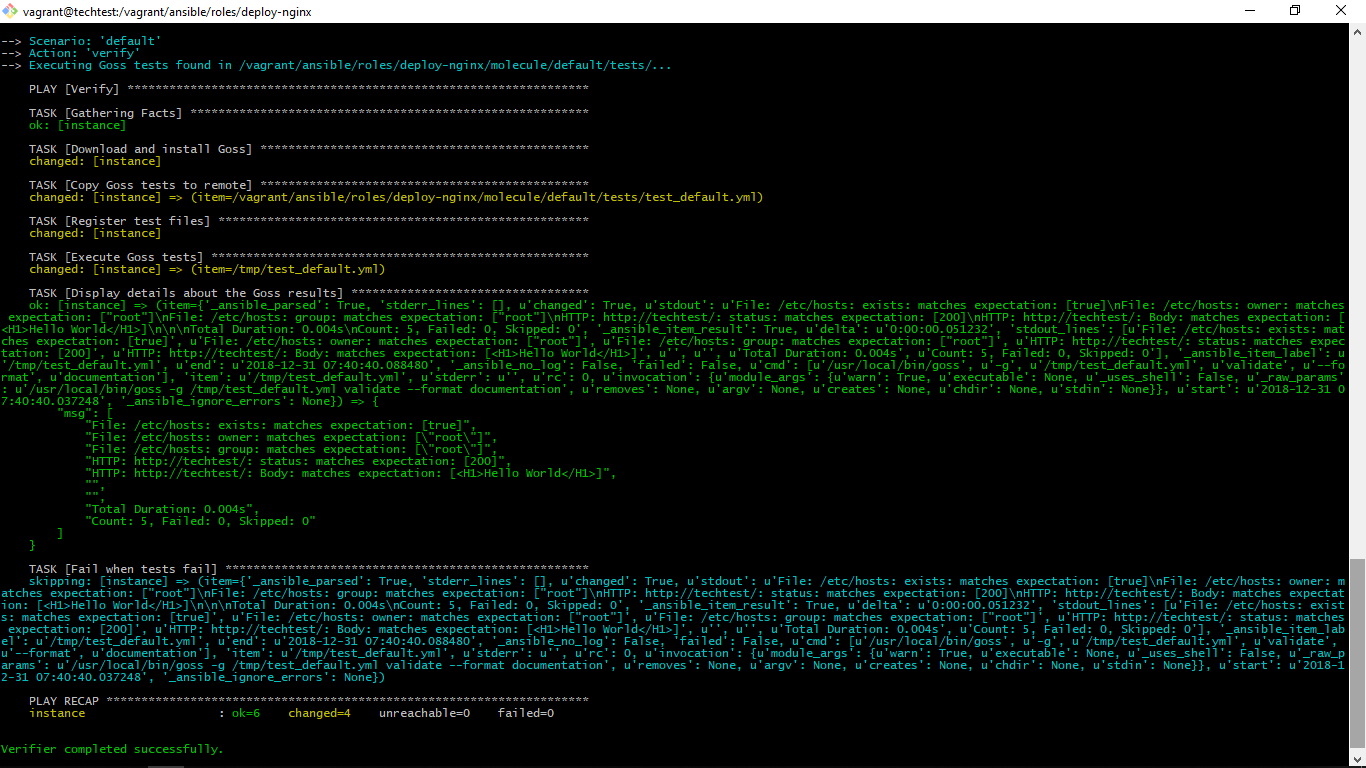 vagrant@techtest:/vagrant/ansible/roles/deploy-nginx
--> Scenario: 'default'
--> Action: 'verify'
--> Executing Goss tests found in /vagrant/ansible/roles/deploy-nginx/molecule/default/tests/...
PLAY [Verify] ******************************************************************
TASK [Gathering Facts] *********************************************************
ok: [instance]
TASK [Download and install Goss] ***********************************************
changed: [instance]
TASK [Copy Goss tests to remote] ***********************************************
changed: [instance] => (item=/vagrant/ansible/roles/deploy-nginx/molecule/default/tests/test_default.yml)
TASK [Register test files] *****************************************************
changed: [instance]
TASK [Execute Goss tests] ******************************************************
changed: [instance] => (item=/tmp/test_default.yml)
TASK [Display details about the Goss results] **********************************
ok: [instance] => (item={'_ansible_parsed': True, 'stderr_lines': [], u'changed': True, u'stdout': u'File: /etc/hosts: exists: matches expectation: [true]\nFile: /etc/hosts: owner: matches
expectation: ["root"]\nFile: /etc/hosts: group: matches expectation: ["root"]\nHTTP: http://techtest/: status: matches expectation: [200]\nHTTP: http://techtest/: Body: matches expectation: [
<H1>Hello World</H1>]\n\n\nTotal Duration: 0.004s\nCount: 5, Failed: 0, Skipped: 0', '_ansible_item_result': True, u'delta': u'0:00:00.051232', 'stdout_lines': [u'File: /etc/hosts: exists: mat
ches expectation: [true]', u'File: /etc/hosts: owner: matches expectation: ["root"]', u'File: /etc/hosts: group: matches expectation: ["root"]', u'HTTP: http://techtest/: status: matches expec
tation: [200]', u'HTTP: http://techtest/: Body: matches expectation: [<H1>Hello World</H1>]', u'', u'', u'Total Duration: 0.004s', u'Count: 5, Failed: 0, Skipped: 0'], '_ansible_item_label': u
'/tmp/test_default.yml', u'end': u'2018-12-31 07:40:40.088480', '_ansible_no_log': False, 'failed': False, u'cmd': [u'/usr/local/bin/goss', u'-g', u'/tmp/test_default.yml', u'validate', u'--fo
rmat', u'documentation'], 'item': u'/tmp/test_default.yml', u'stderr': u'', u'rc': 0, u'invocation': {u'module_args': {u'warn': True, u'executable': None, u'_uses_shell': False, u'_raw_params'
: u'/usr/local/bin/goss -g /tmp/test_default.yml validate --format documentation', u'removes': None, u'argv': None, u'creates': None, u'chdir': None, u'stdin': None}}, u'start': u'2018-12-31 0
7:40:40.037248', '_ansible_ignore_errors': None}) => {
"msg": [
"File: /etc/hosts: exists: matches expectation: [true]",
"File: /etc/hosts: owner: matches expectation: [\"root\"]",
"File: /etc/hosts: group: matches expectation: [\"root\"]",
"HTTP: http://techtest/: status: matches expectation: [200]",
"HTTP: http://techtest/: Body: matches expectation: [<H1>Hello World</H1>]",
"",
"",
"Total Duration: 0.004s",
"Count: 5, Failed: 0, Skipped: 0"
]
}
TASK [Fail when tests fail] ****************************************************
skipping: [instance] => (item={'_ansible_parsed': True, 'stderr_lines': [], u'changed': True, u'stdout': u'File: /etc/hosts: exists: matches expectation: [true]\nFile: /etc/hosts: owner: m
atches expectation: ["root"]\nFile: /etc/hosts: group: matches expectation: ["root"]\nHTTP: http://techtest/: status: matches expectation: [200]\nHTTP: http://techtest/: Body: matches expectat
ion: [<H1>Hello World</H1>]\n\n\nTotal Duration: 0.004s\nCount: 5, Failed: 0, Skipped: 0', '_ansible_item_result': True, u'delta': u'0:00:00.051232', 'stdout_lines': [u'File: /etc/hosts: exist
s: matches expectation: [true]', u'File: /etc/hosts: owner: matches expectation: ["root"]', u'File: /etc/hosts: group: matches expectation: ["root"]', u'HTTP: http://techtest/: status: matches
expectation: [200]', u'HTTP: http://techtest/: Body: matches expectation: [<H1>Hello World</H1>]', u'', u'', u'Total Duration: 0.004s', u'Count: 5, Failed: 0, Skipped: 0'], '_ansible_item_lab
el': u'/tmp/test_default.yml', u'end': u'2018-12-31 07:40:40.088480', '_ansible_no_log': False, 'failed': False, u'cmd': [u'/usr/local/bin/goss', u'-g', u'/tmp/test_default.yml', u'validate',
u'--format', u'documentation'], 'item': u'/tmp/test_default.yml', u'stderr': u'', u'rc': 0, u'invocation': {u'module_args': {u'warn': True, u'executable': None, u'_uses_shell': False, u'_raw_p
arams': u'/usr/local/bin/goss -g /tmp/test_default.yml validate --format documentation', u'removes': None, u'argv': None, u'creates': None, u'chdir': None, u'stdin': None}}, u'start': u'2018-1
2-31 07:40:40.037248', '_ansible_ignore_errors': None})
PLAY RECAP *********************************************************************
instance : ok=6 changed=4 unreachable=0 failed=0
Verifier completed successfully.